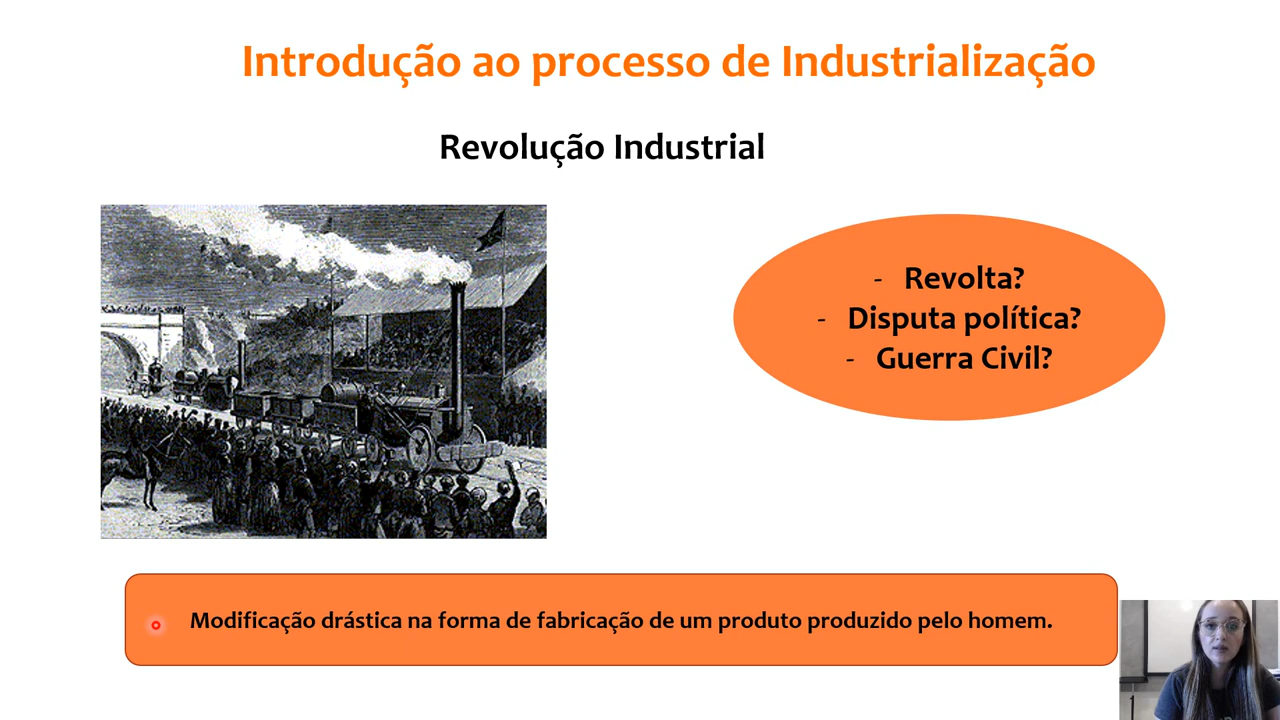 Introdução ao processo de Industrialização
Revolução Industrial
- Revolta?
- Disputa política?
- Guerra Civil?
Modificação drástica na forma de fabricação de um produto produzido pelo homem.